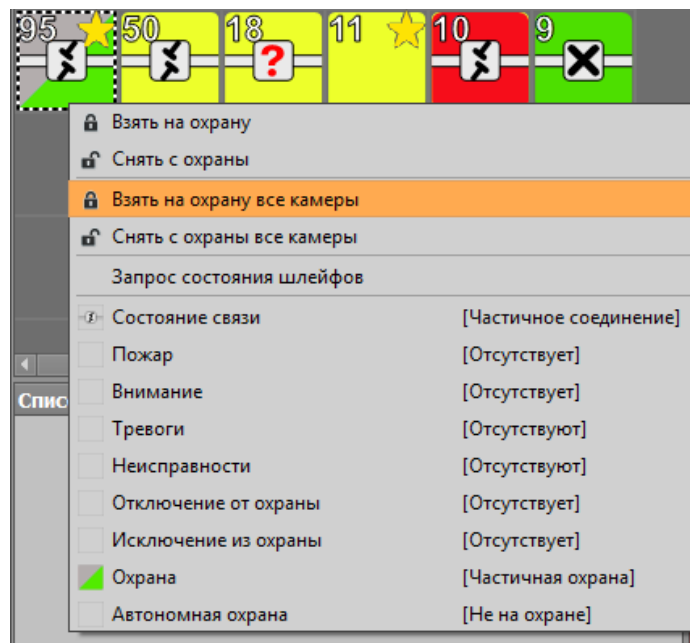 95 50 18 11 10 9
?
Взять на охрану
Снять с охраны
Взять на охрану все камеры
Снять с охраны все камеры
Запрос состояния шлейфов
Состояние связи [Частичное соединение]
Пожар [Отсутствует]
Внимание [Отсутствует]
Спис
Тревоги [Отсутствуют]
Неисправности [Отсутствуют]
Отключение от охраны [Отсутствует]
Исключение из охраны [Отсутствует]
Охрана [Частичная охрана]
Автономная охрана [Не на охране]